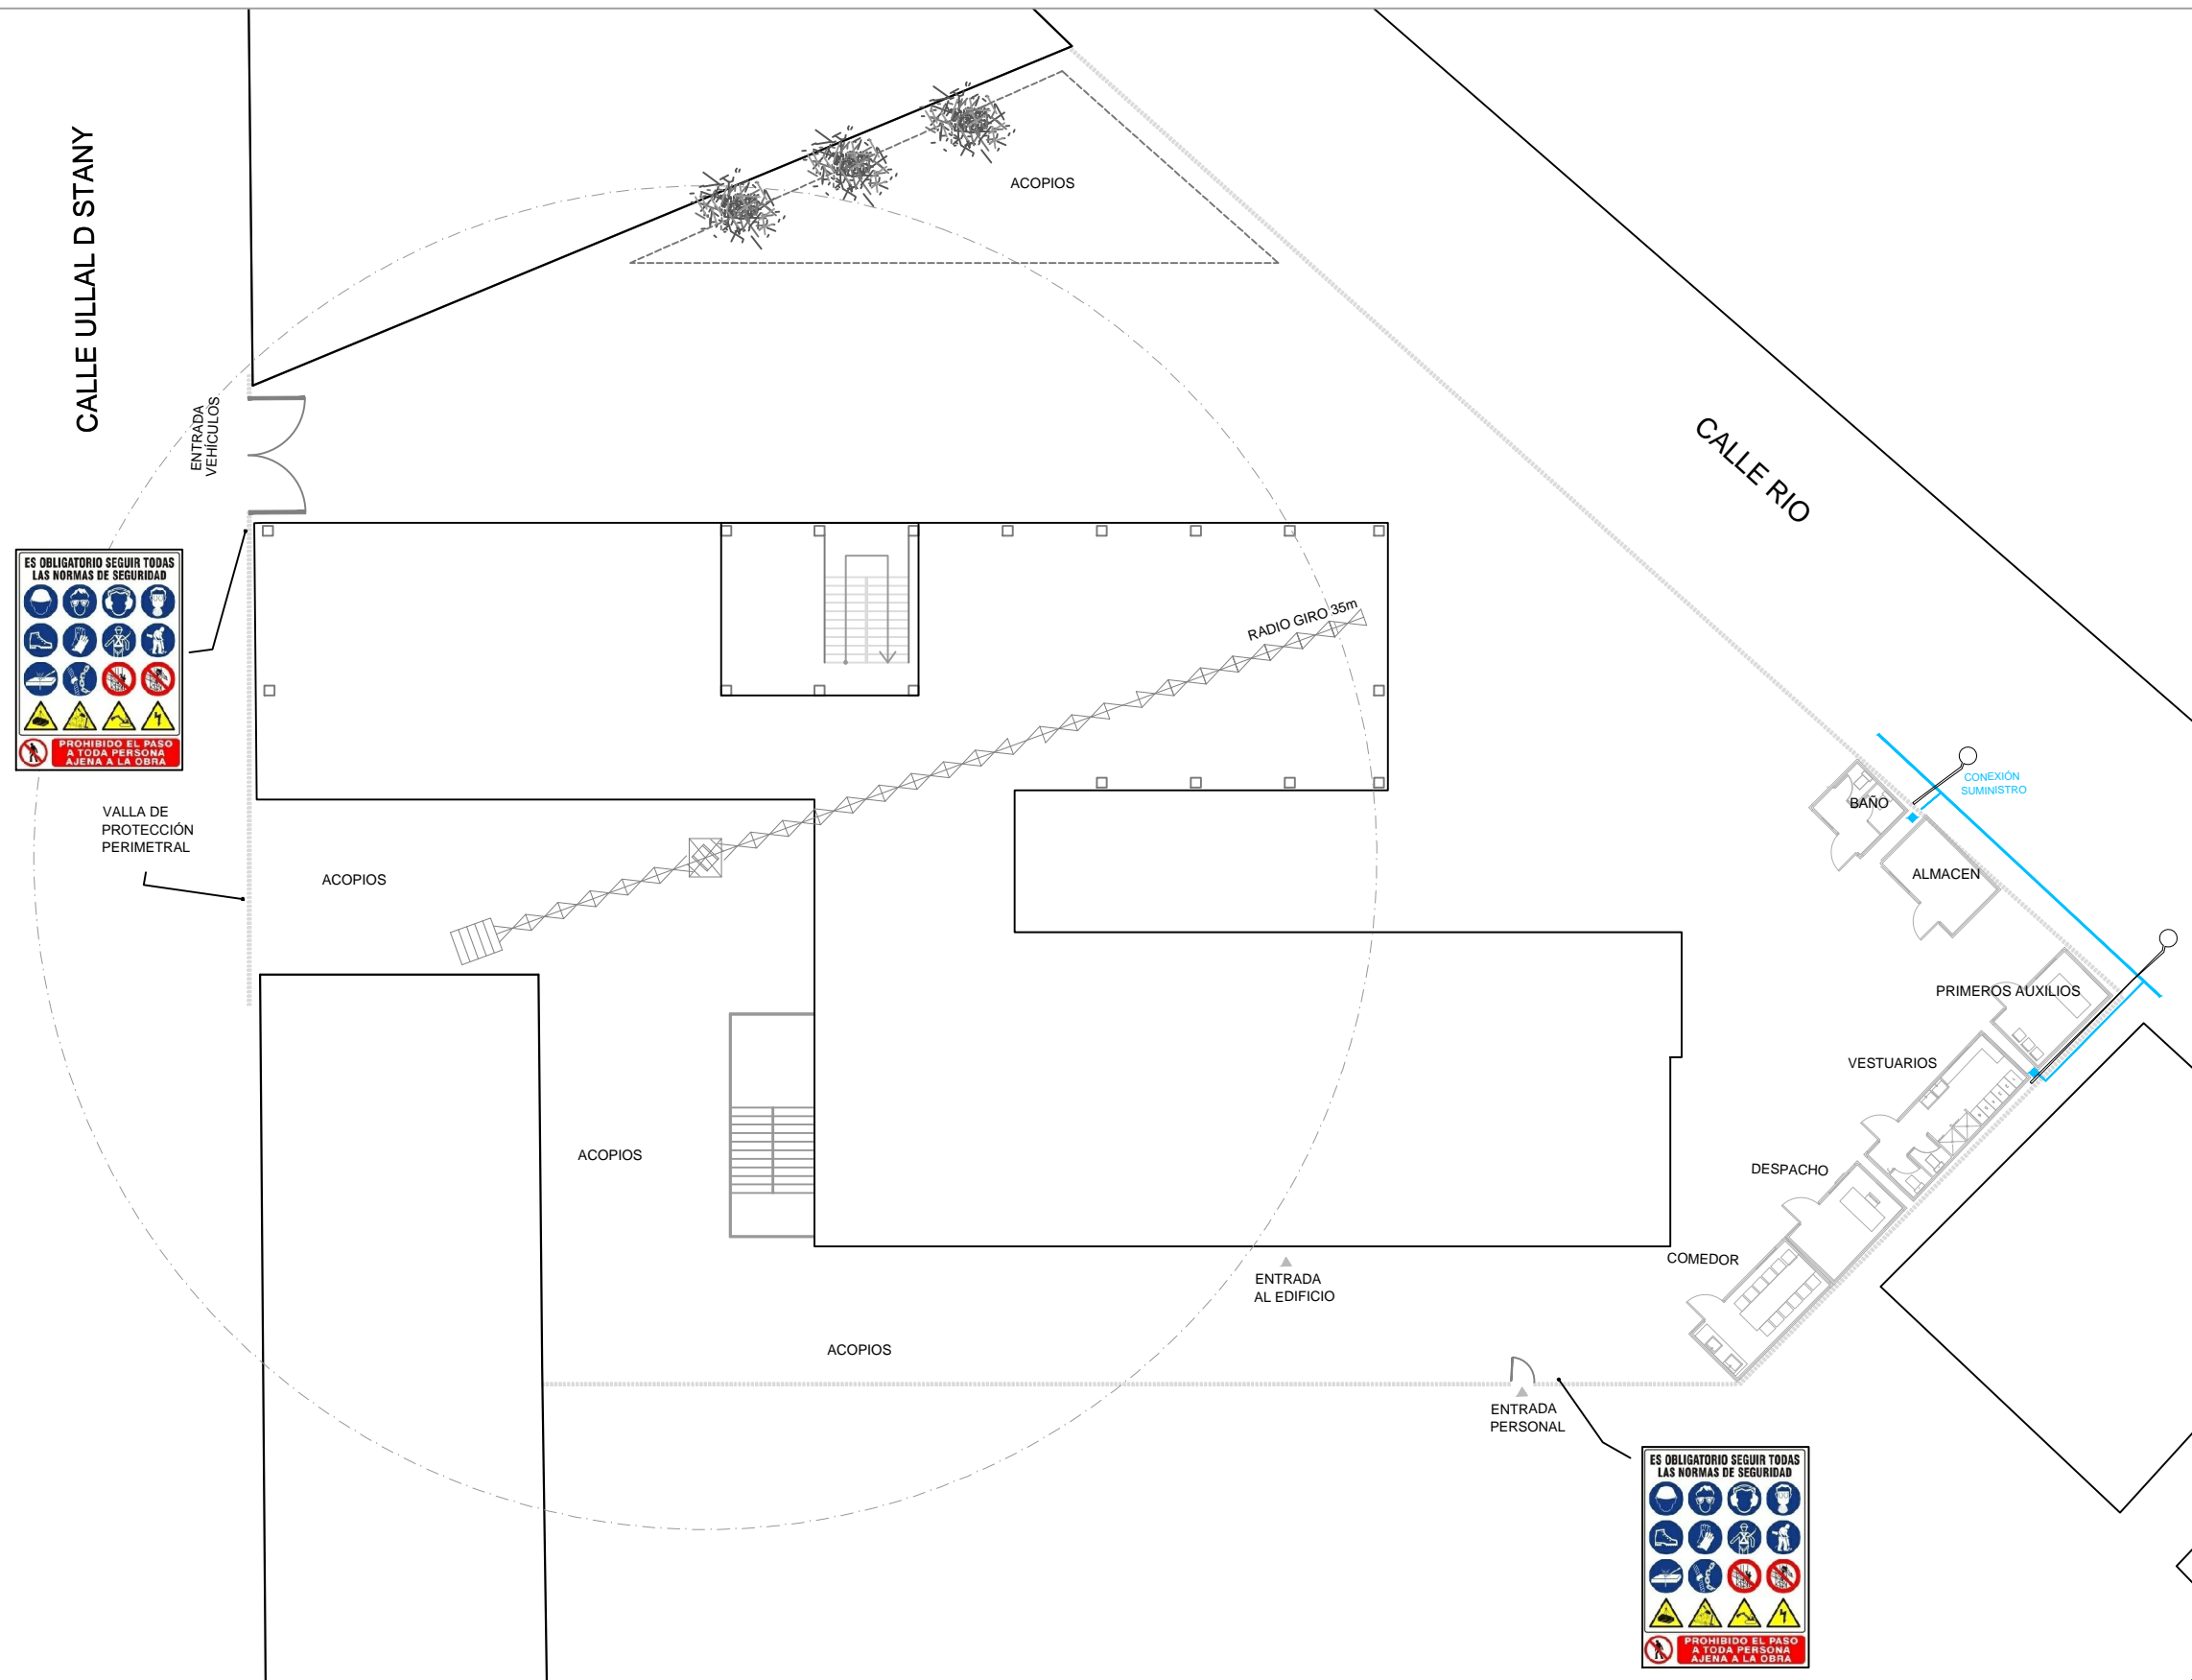 CALLE ULLAL D STANY
ACOPIOS
ENTRADA
VEHÍCULOS
CALLE RIO
ES OBLIGATORIO SEGUIR TODAS
LAS NORMAS DE SEGURIDAD
PROHIBIDO EL PASO
A TODA PERSONA
AJENA A LA OBRA
RADIO GIRO 35m
VALLA DE
PROTECCIÓN
PERIMETRAL
ACOPIOS
CONEXIÓN
SUMINISTRO
BAÑO
ALMACEN
PRIMEROS AUXILIOS
VESTUARIOS
ACOPIOS
DESPACHO
COMEDOR
ENTRADA
AL EDIFICIO
ACOPIOS
ENTRADA
PERSONAL
ES OBLIGATORIO SEGUIR TODAS
LAS NORMAS DE SEGURIDAD
PROHIBIDO EL PASO
A TODA PERSONA
AJENA A LA OBRA